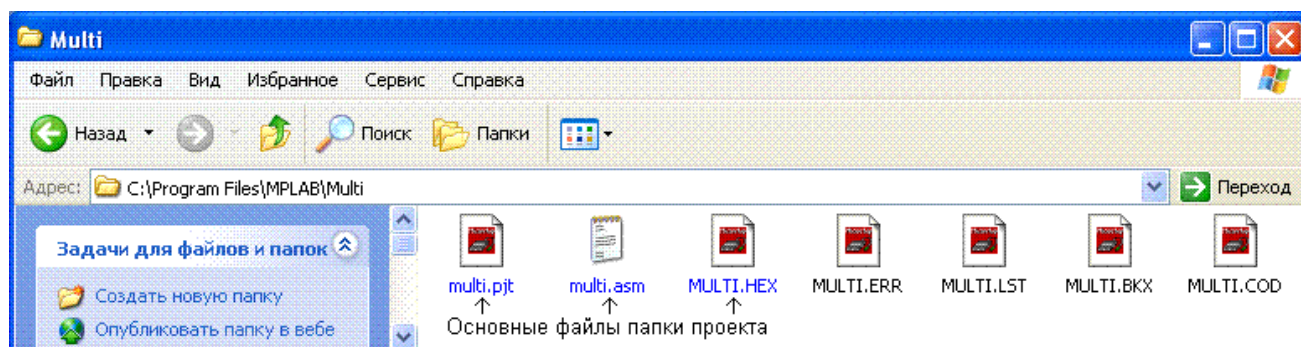 Multi
Файл Правка Вид Избранное Сервис Справка
Назад Поиск Папки
Адрес: C:\Program Files\MPLAB\Multi Переход
Задачи для файлов и папок
Создать новую папку
Опубликовать папку в вебе
multi.pjt multi.asm MULTI.HEX MULTI.ERR MULTI.LST MULTI.BKX MULTI.COD
Основные файлы папки проекта